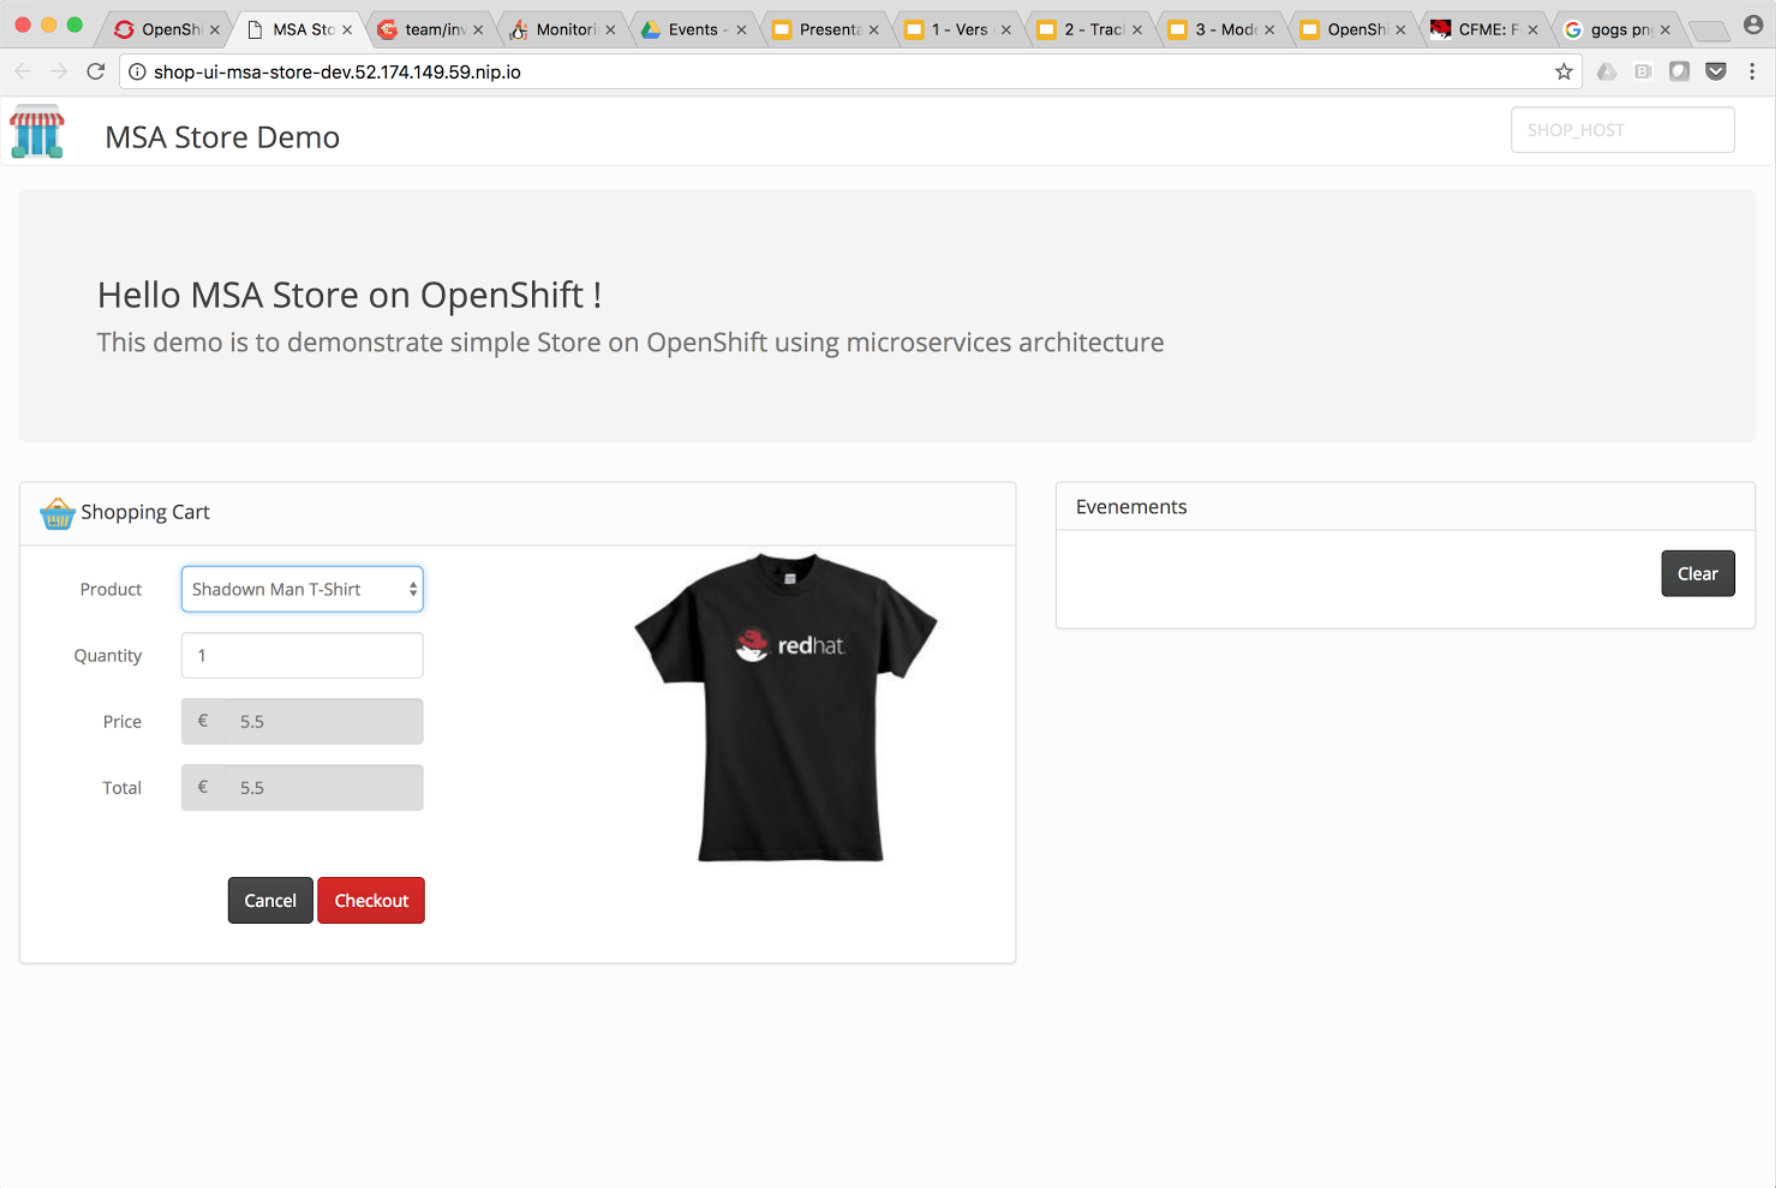 OpenShi
MSA Sto
team/inv
Monitori
Events -
Presenta
1 - Vers
2 - Trac
3 - Mode
OpenShi
CFME: F
gogs pn
shop-ui-msa-store-dev.52.174.149.59.nip.io
MSA Store Demo
SHOP_HOST
Hello MSA Store on OpenShift !
This demo is to demonstrate simple Store on OpenShift using microservices architecture
Shopping Cart
Product
Shadown Man T-Shirt
Quantity
1
Price
€ 5.5
Total
€ 5.5
Cancel
Checkout
redhat.
Evenements
Clear